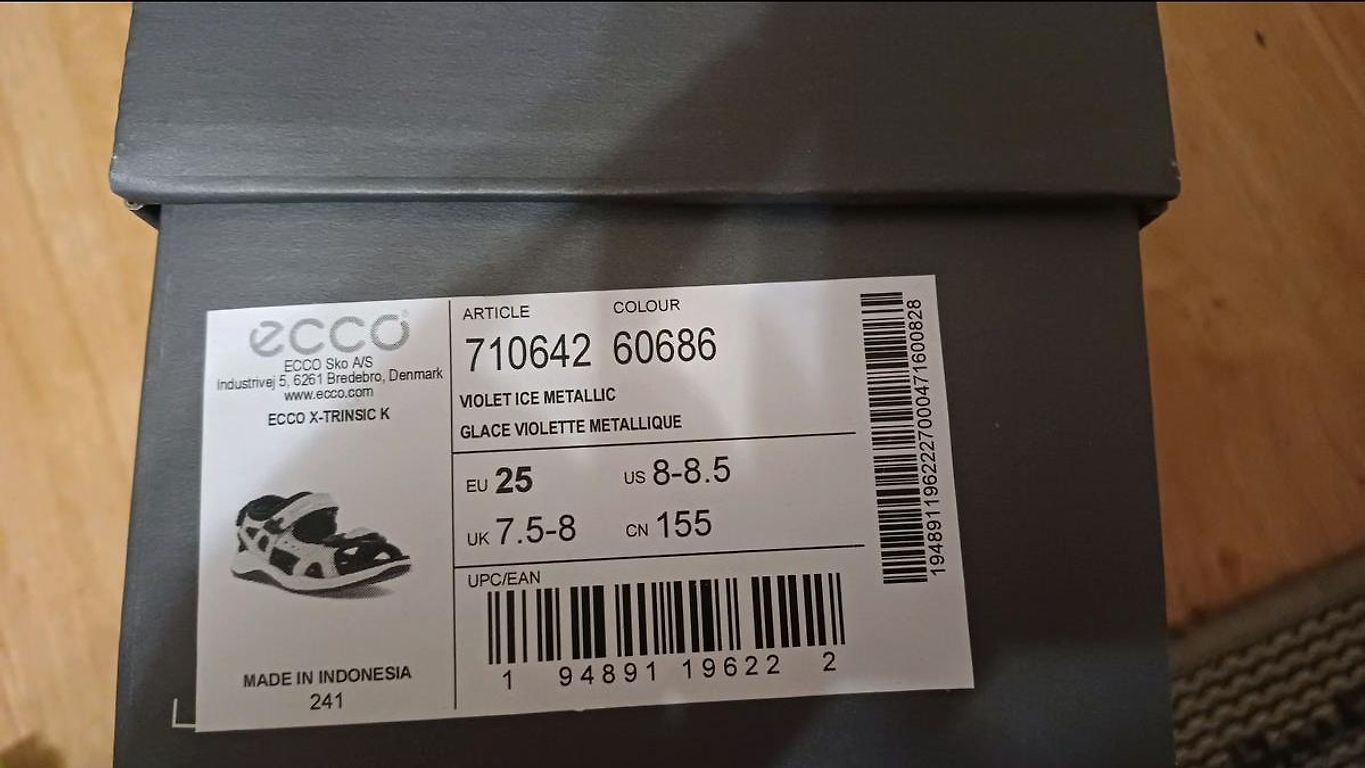 ecco
ECCO Sko A/S
Industrivej 5, 6261 Bredebro, Denmark
www.ecco.com
ECCO X-TRINSIC K
MADE IN INDONESIA
241
ARTICLE COLOUR
710642 60686
VIOLET ICE METALLIC
GLACE VIOLETTE METALLIQUE
EU 25 US 8-8.5
UK 7.5-8 CN 155
UPC/EAN
1 94891 19622 2
1948911962227000471600828